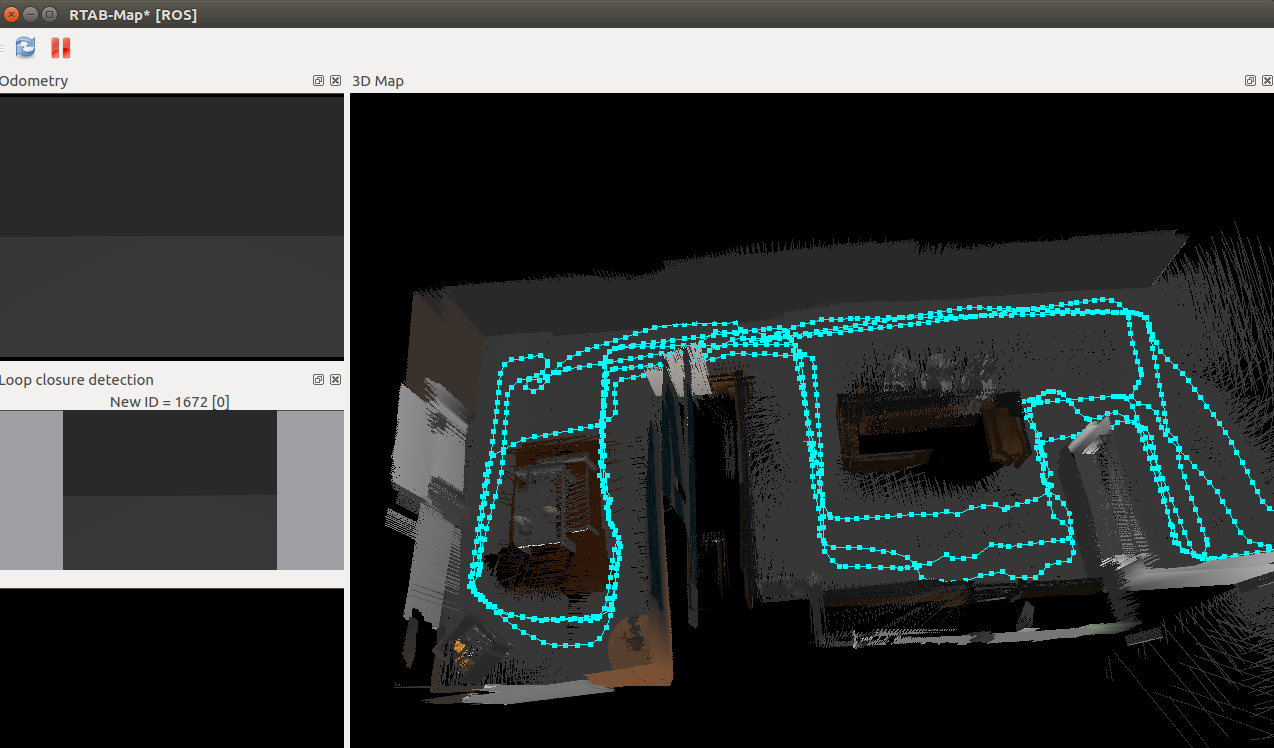 RTAB-Map* [ROS]
Odometry
3D Map
Loop closure detection
New ID = 1672 [0]